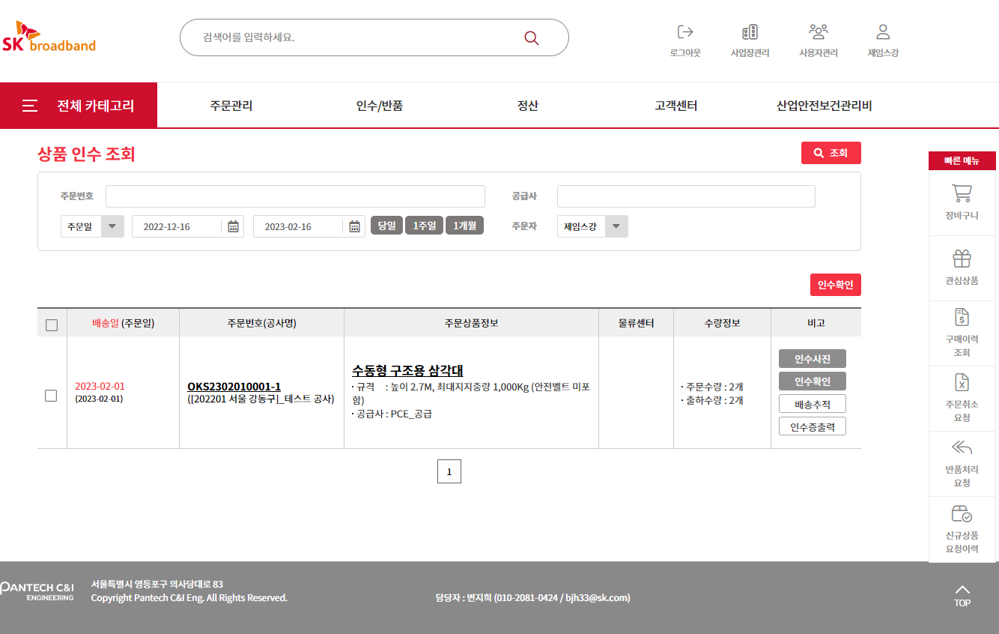 SK broadband
검색어를 입력하세요.
로그아웃
사업장관리
사용자관리
제임스강
전체 카테고리
주문관리
인수/반품
정산
고객센터
산업안전보건관리비
상품 인수 조회
조회
주문번호
공급사
주문일
2022-12-16
2023-02-16
당일
1주일
1개월
주문자
제임스강
인수확인
배송일 (주문일)
주문번호(공사명)
주문상품정보
물류센터
수량정보
비고
2023-02-01
(2023-02-01)
OKS2302010001-1
([202201 서울 강동구]_테스트 공사)
수동형 구조용 삼각대
· 규격 : 높이 2.7M, 최대지지중량 1,000Kg (안전벨트 미포
함)
· 공급사 : PCE_공급
· 주문수량 : 2개
· 출하수량 : 2개
인수사진
인수확인
배송추적
인수증출력
1
빠른 메뉴
장바구니
관심상품
구매이력
조회
주문취소
요청
반품처리
요청
신규상품
요청이력
PANTECH C&I
ENGINEERING
서울특별시 영등포구 의사당대로 83
Copyright Pantech C&I Eng. All Rights Reserved.
담당자 : 변지희 (010-2081-0424 / bjh33@sk.com)
TOP